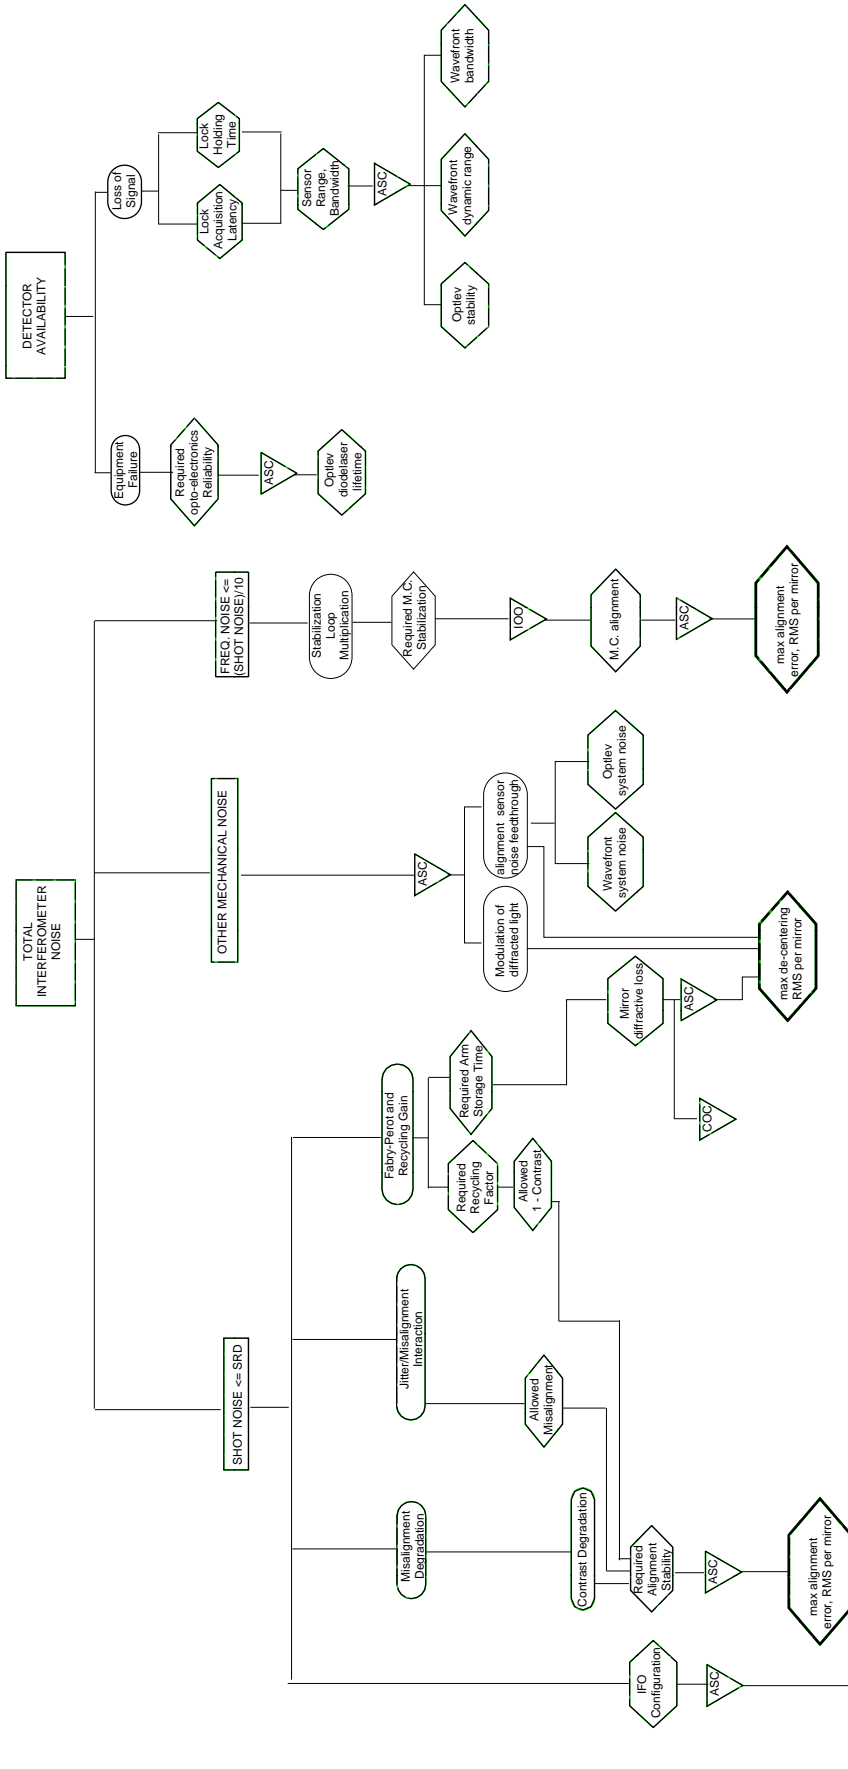 DETECTOR
AVAILABILITY
Equipment
Failure
Required
opto-electronics
Reliability
ASC
Optlev
diodelaser
lifetime
Loss of
Signal
Lock
Acquisition
Latency
Lock
Holding
Time
Sensor
Range,
Bandwidth
ASC
Optlev
stability
Wavefront
dynamic range
Wavefront
bandwidth
TOTAL
INTERFEROMETER
NOISE
SHOT NOISE <= SRD
OTHER MECHANICAL NOISE
FREQ. NOISE <=
(SHOT NOISE)/10
IFO
Configuration
ASC
Misalignment
Degradation
Contrast Degradation
Jitter/Misalignment
Interaction
Allowed
Misalignment
Fabry-Perot and
Recycling Gain
Required
Recycling
Factor
Allowed
1 - Contrast
Required Arm
Storage Time
Required
Alignment
Stability
ASC
max alignment
error, RMS per mirror
Mirror
diffractive loss
COC
ASC
max de-centering
RMS per mirror
ASC
Modulation of
diffracted light
alignment sensor
noise feedthrough
Wavefront
system noise
Optlev
system noise
Stabilization
Loop
Multiplication
Required M.C.
Stabilization
IOO
M.C. alignment
ASC
max alignment
error, RMS per mirror